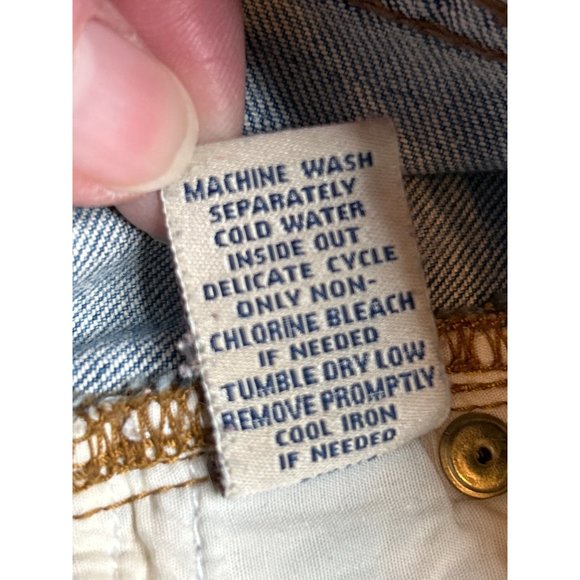 MACHINE WASH
SEPARATELY
COLD WATER
INSIDE OUT
DELICATE CYCLE
ONLY NON-
CHLORINE BLEACH
IF NEEDED
TUMBLE DRY LOW
REMOVE PROMPTLY
COOL IRON
IF NEEDED